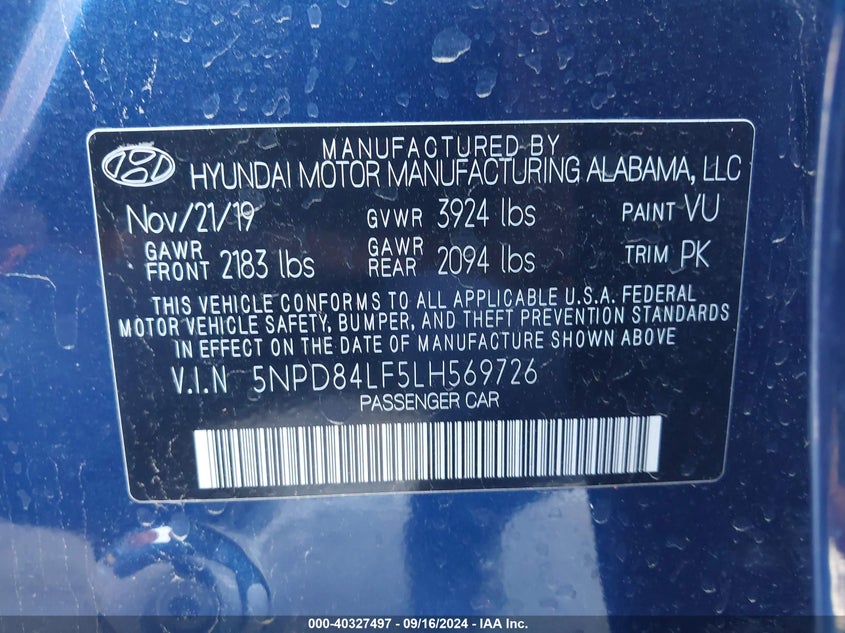 MANUFACTURED BY
HYUNDAI MOTOR MANUFACTURING ALABAMA, LLC
Nov/21/19 GVWR 3924 lbs PAINT VU
GAWR FRONT 2183 lbs GAWR REAR 2094 lbs TRIM PK
THIS VEHICLE CONFORMS TO ALL APPLICABLE U.S.A. FEDERAL
MOTOR VEHICLE SAFETY, BUMPER, AND THEFT PREVENTION STANDARDS
IN EFFECT ON THE DATE OF MANUFACTURE SHOWN ABOVE
V.I.N 5NPD84LF5LH569726
PASSENGER CAR
000-40327497 - 09/16/2024 - IAA Inc.